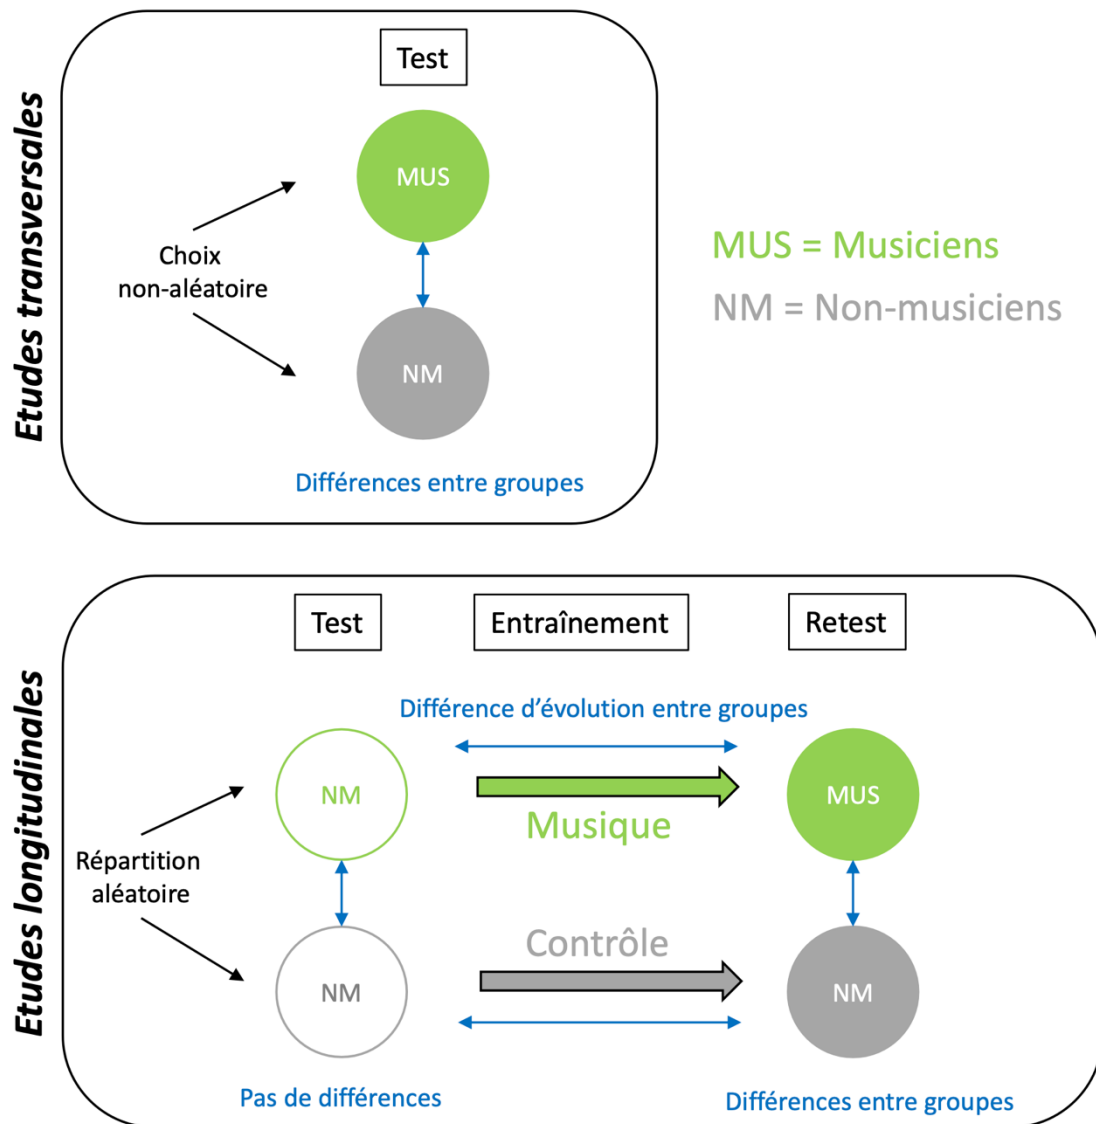 Etudes transversales
Test
MUS
Choix
non-aléatoire
NM
Différences entre groupes
MUS = Musiciens
NM = Non-musiciens
Etudes longitudinales
Test
Entraînement
Retest
Différence d'évolution entre groupes
NM
MUS
Musique
Répartition
aléatoire
Contrôle
NM
NM
Pas de différences
Différences entre groupes